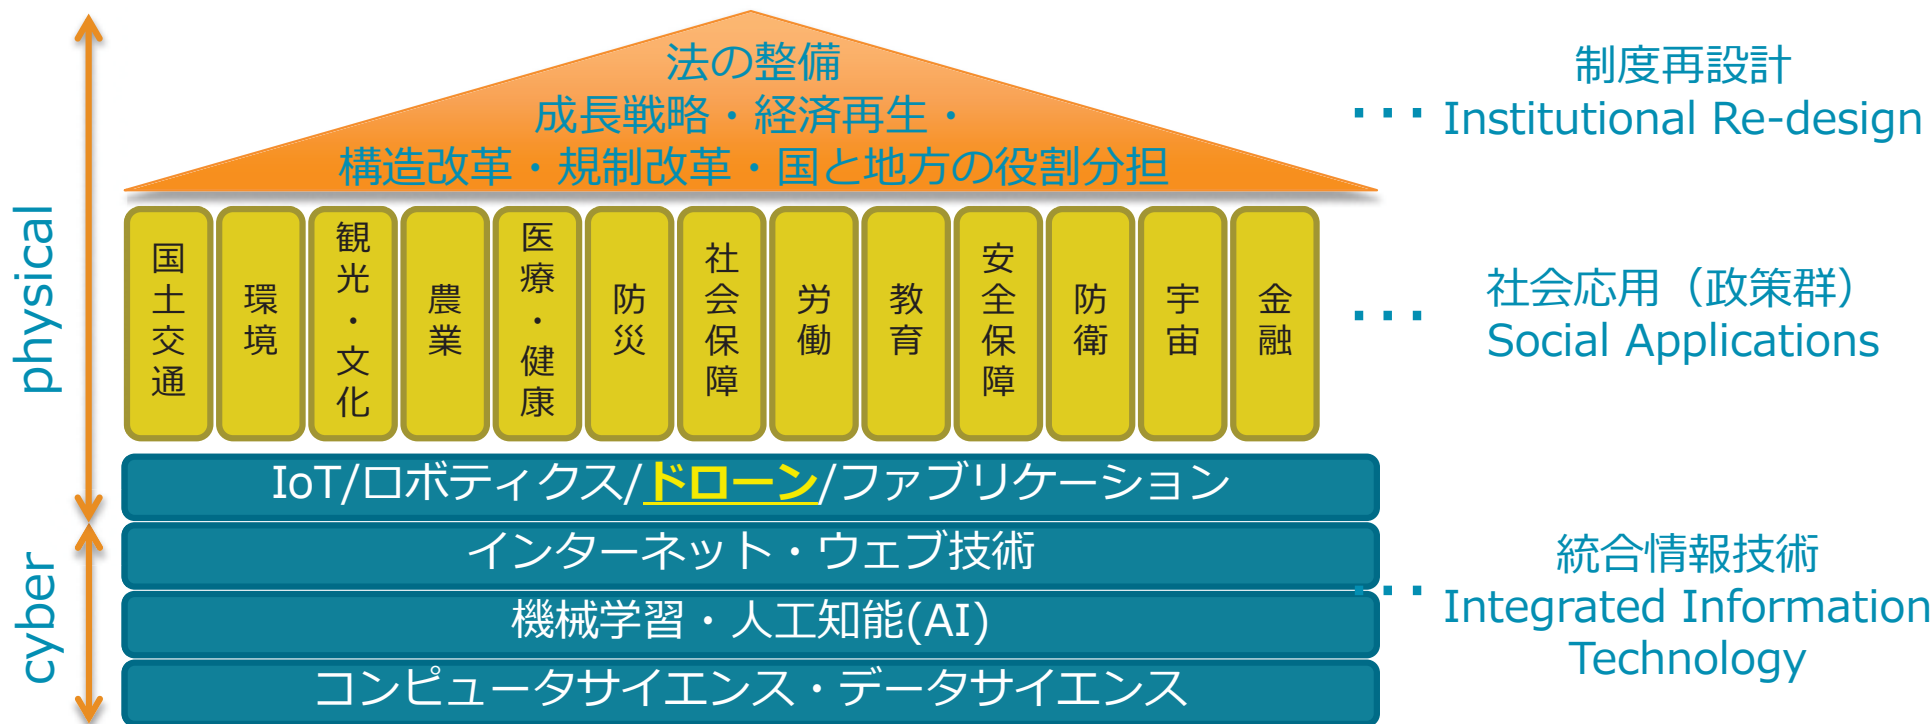 法の整備
成長戦略・経済再生・
構造改革・規制改革・国と地方の役割分担
･･･ 制度再設計
Institutional Re-design
physical
国土交通
環境
観光・文化
農業
医療・健康
防災
社会保障
労働
教育
安全保障
防衛
宇宙
金融
･･･ 社会応用（政策群）
Social Applications
IoT/ロボティクス/ドローン/ファブリケーション
cyber
インターネット・ウェブ技術
機械学習・人工知能(AI)
コンピュータサイエンス・データサイエンス
･･･ 統合情報技術
Integrated Information
Technology